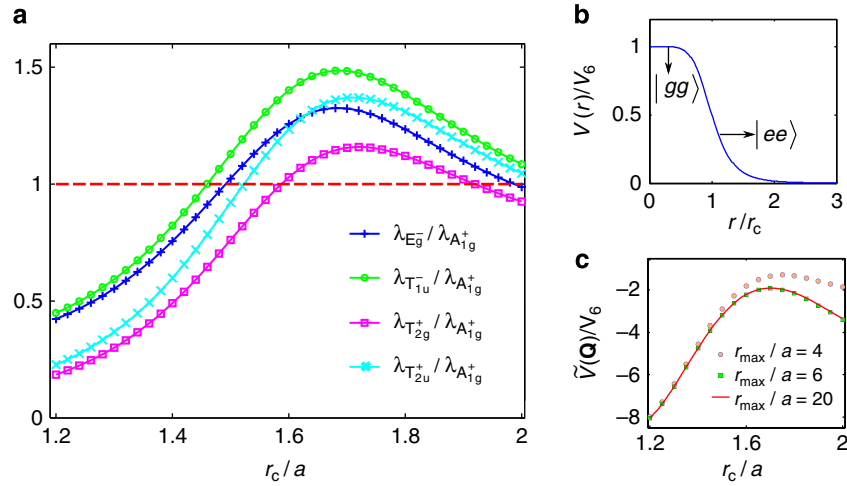 a
1.5
1
0.5
0
1.2
1.4
1.6
1.8
2
r_c / a
λ_{E_g^-} / λ_{A_{1g}^+}
λ_{T_{1u}^-} / λ_{A_{1g}^+}
λ_{T_{2g}^+} / λ_{A_{1g}^+}
λ_{T_{2u}^+} / λ_{A_{1g}^+}
b
V (r) / V_6
1
0.5
0
0
1
2
3
r / r_c
|gg⟩
|ee⟩
c
Ṽ(Q)/V_6
−2
−4
−6
−8
1.2
1.6
2
r_c / a
r_max / a = 4
r_max / a = 6
r_max / a = 20